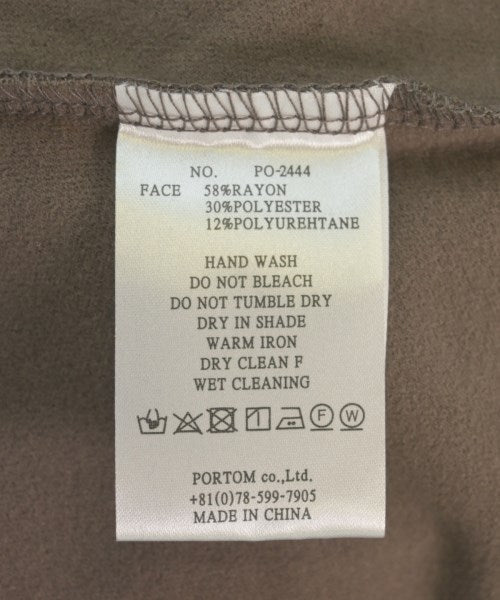 NO. PO-2444
FACE 58%RAYON
30%POLYESTER
12%POLYUREHTANE
HAND WASH
DO NOT BLEACH
DO NOT TUMBLE DRY
DRY IN SHADE
WARM IRON
DRY CLEAN F
WET CLEANING
F W
PORTOM co.,Ltd.
+81(0)78-599-7905
MADE IN CHINA